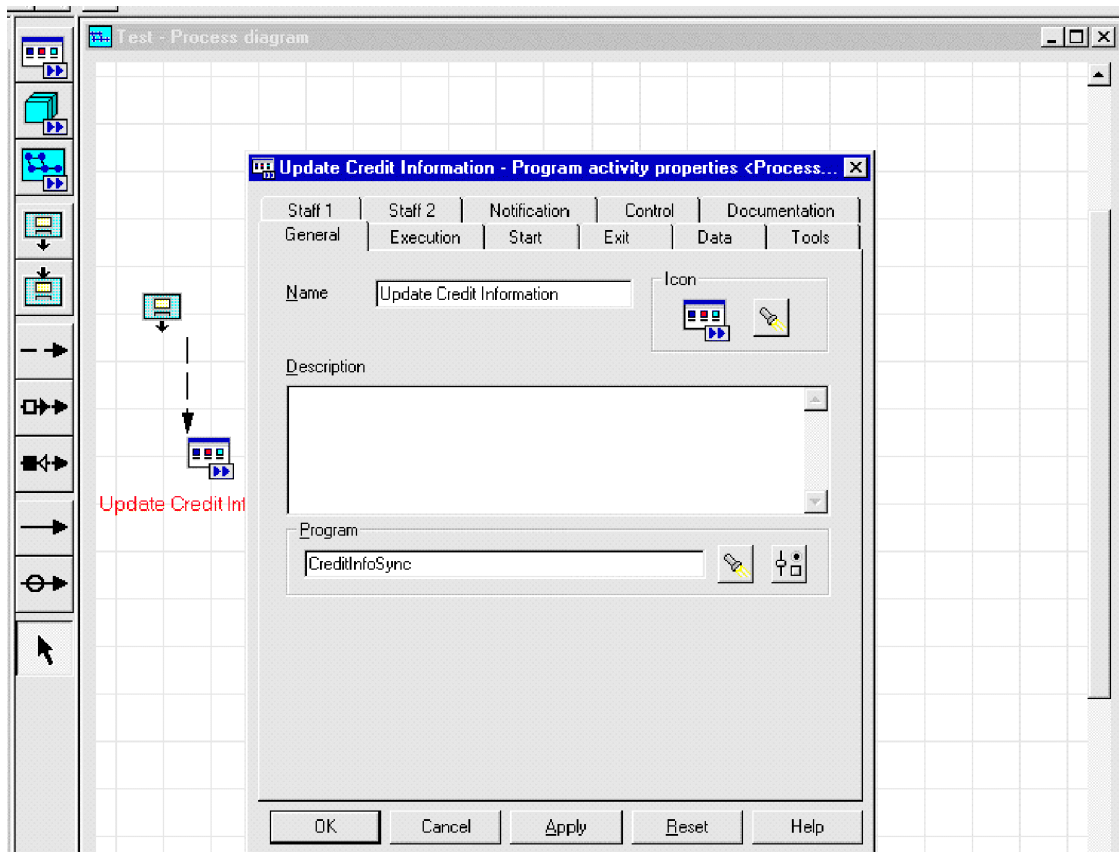 Test - Process diagram
Update Credit Information - Program activity properties <Process...
Staff 1 Staff 2 Notification Control Documentation
General Execution Start Exit Data Tools
Name Update Credit Information Icon
Description
Update Credit Inf
Program
CreditInfoSync
OK Cancel Apply Reset Help